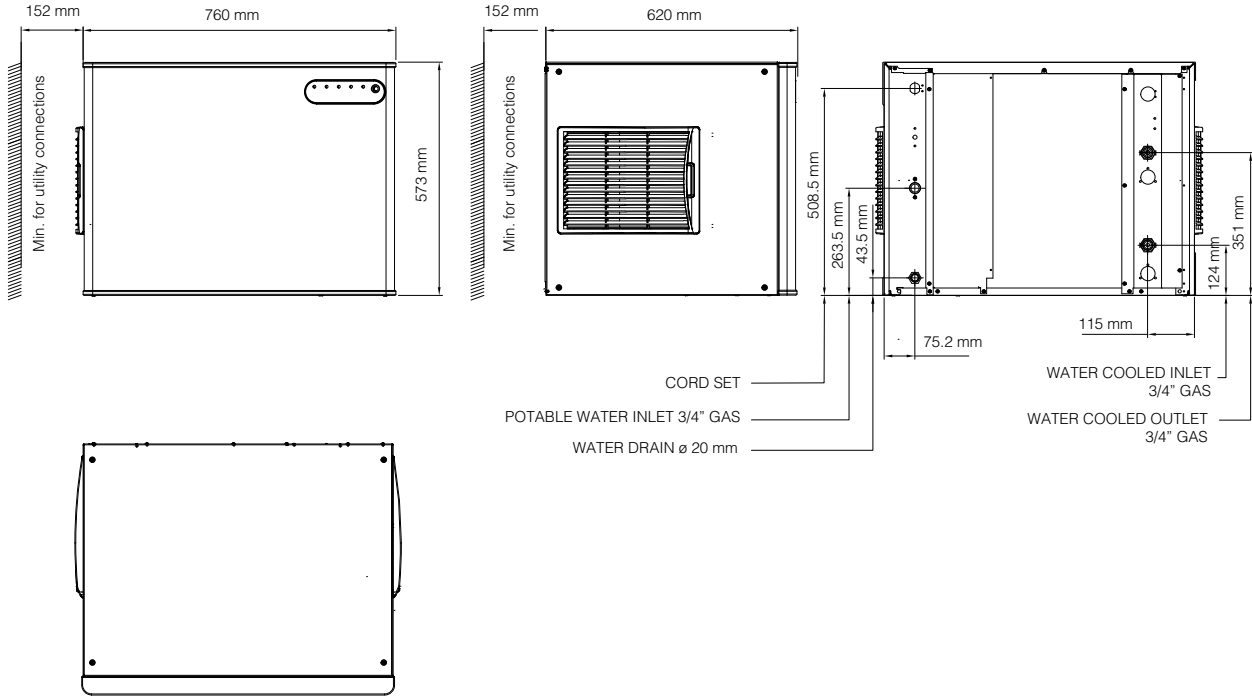 152 mm
760 mm
Min. for utility connections
573 mm
152 mm
620 mm
Min. for utility connections
508.5 mm
263.5 mm
43.5 mm
351 mm
124 mm
75.2 mm
115 mm
CORD SET
POTABLE WATER INLET 3/4” GAS
WATER DRAIN ø 20 mm
WATER COOLED INLET
3/4” GAS
WATER COOLED OUTLET
3/4” GAS